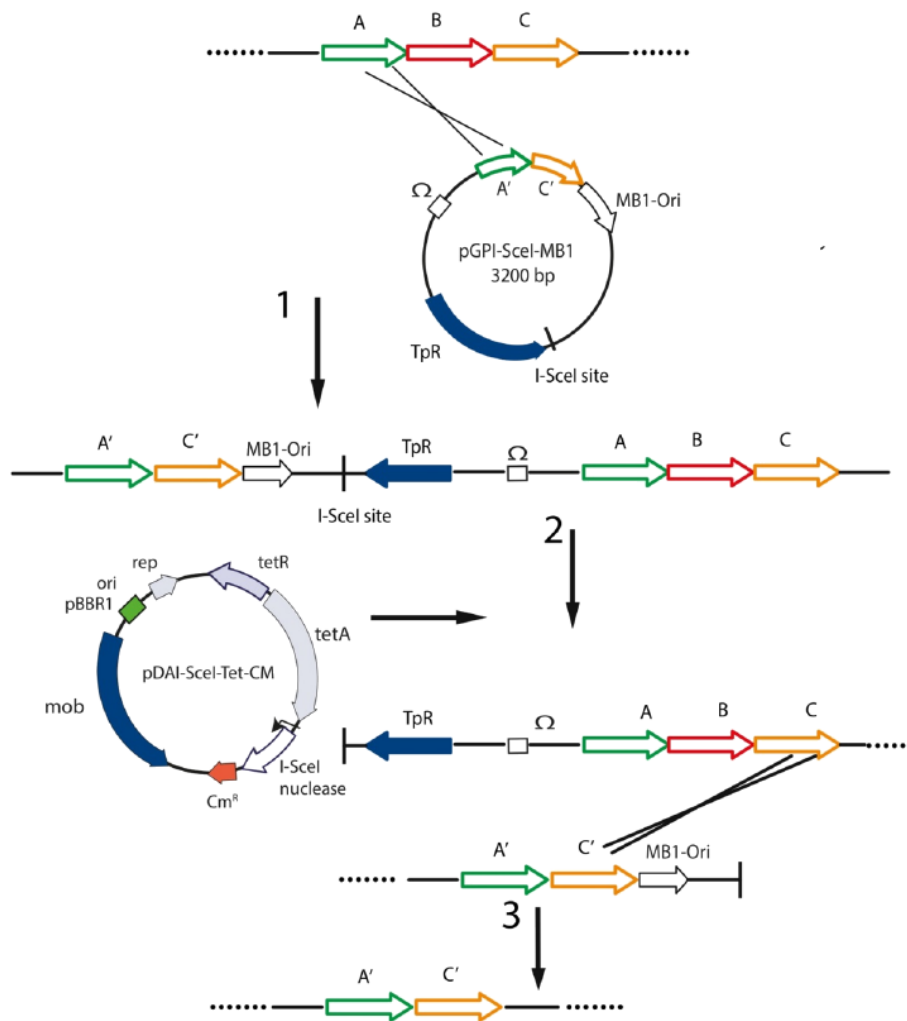 A B C
A' C'
Ω
MB1-Ori
pGPI-SceI-MB1
3200 bp
1
TpR
I-SceI site
A' C' MB1-Ori TpR Ω A B C
I-SceI site
2
rep tetR
ori
pBBR1
tetA
pDAI-SceI-Tet-CM
mob
I-SceI
nuclease
CmR
TpR Ω A B C
A' C' MB1-Ori
3
A' C'